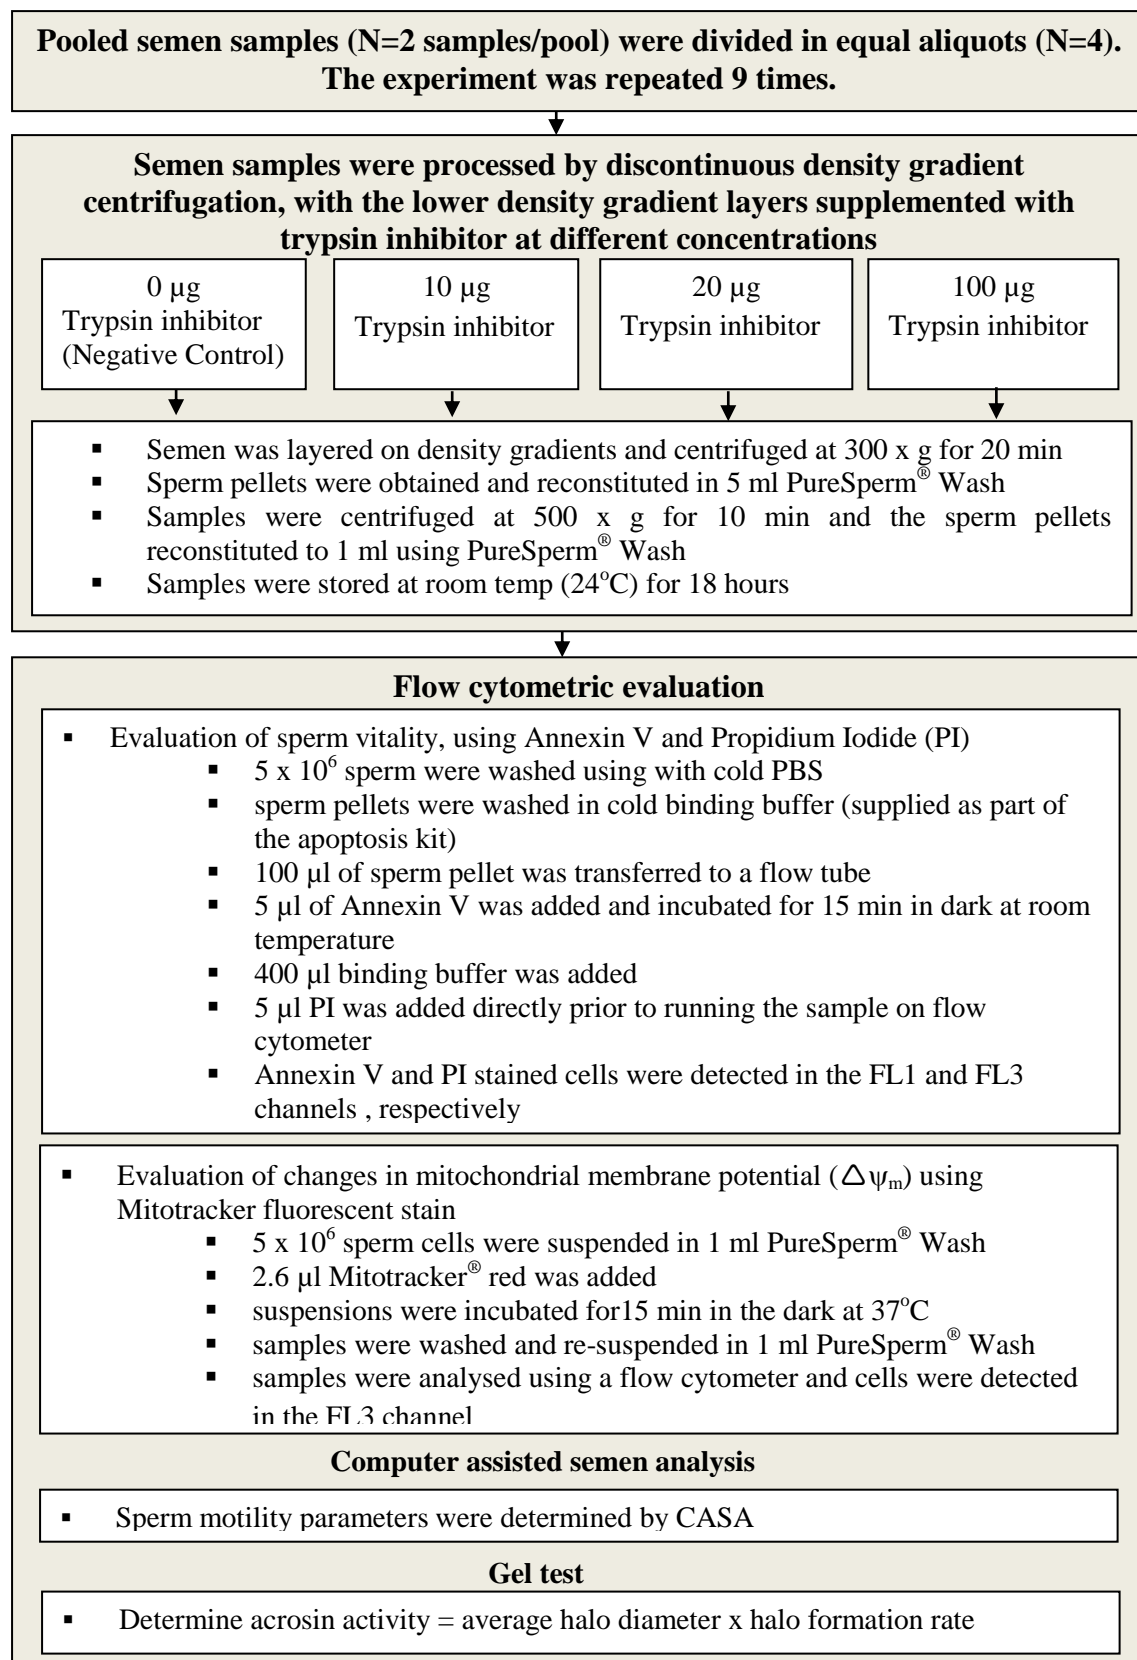 Pooled semen samples (N=2 samples/pool) were divided in equal aliquots (N=4).
The experiment was repeated 9 times.
Semen samples were processed by discontinuous density gradient
centrifugation, with the lower density gradient layers supplemented with
trypsin inhibitor at different concentrations
0 µg
Trypsin inhibitor
(Negative Control)
10 µg
Trypsin inhibitor
20 µg
Trypsin inhibitor
100 µg
Trypsin inhibitor
▪ Semen was layered on density gradients and centrifuged at 300 x g for 20 min
▪ Sperm pellets were obtained and reconstituted in 5 ml PureSperm® Wash
▪ Samples were centrifuged at 500 x g for 10 min and the sperm pellets
reconstituted to 1 ml using PureSperm® Wash
▪ Samples were stored at room temp (24°C) for 18 hours
Flow cytometric evaluation
▪ Evaluation of sperm vitality, using Annexin V and Propidium Iodide (PI)
▪ 5 x 10⁶ sperm were washed using with cold PBS
▪ sperm pellets were washed in cold binding buffer (supplied as part of
the apoptosis kit)
▪ 100 µl of sperm pellet was transferred to a flow tube
▪ 5 µl of Annexin V was added and incubated for 15 min in dark at room
temperature
▪ 400 µl binding buffer was added
▪ 5 µl PI was added directly prior to running the sample on flow
cytometer
▪ Annexin V and PI stained cells were detected in the FL1 and FL3
channels , respectively
▪ Evaluation of changes in mitochondrial membrane potential (△ψₘ) using
Mitotracker fluorescent stain
▪ 5 x 10⁶ sperm cells were suspended in 1 ml PureSperm® Wash
▪ 2.6 µl Mitotracker® red was added
▪ suspensions were incubated for15 min in the dark at 37°C
▪ samples were washed and re-suspended in 1 ml PureSperm® Wash
▪ samples were analysed using a flow cytometer and cells were detected
in the FL3 channel
Computer assisted semen analysis
▪ Sperm motility parameters were determined by CASA
Gel test
▪ Determine acrosin activity = average halo diameter x halo formation rate